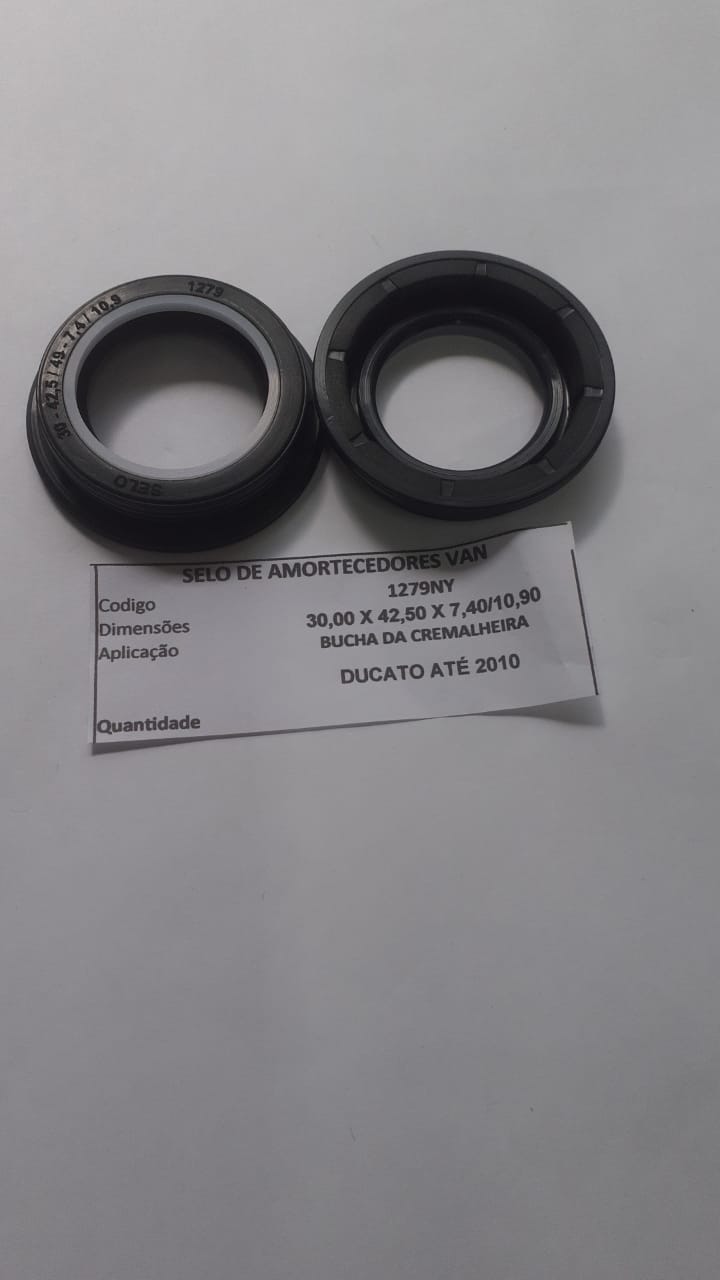 1279
30 - 42,5 / 49 - 7,4 / 10,9
SELO
SELO DE AMORTECEDORES VAN
Codigo 1279NY
Dimensões 30,00 X 42,50 X 7,40/10,90
Aplicação BUCHA DA CREMALHEIRA
DUCATO ATÉ 2010
Quantidade